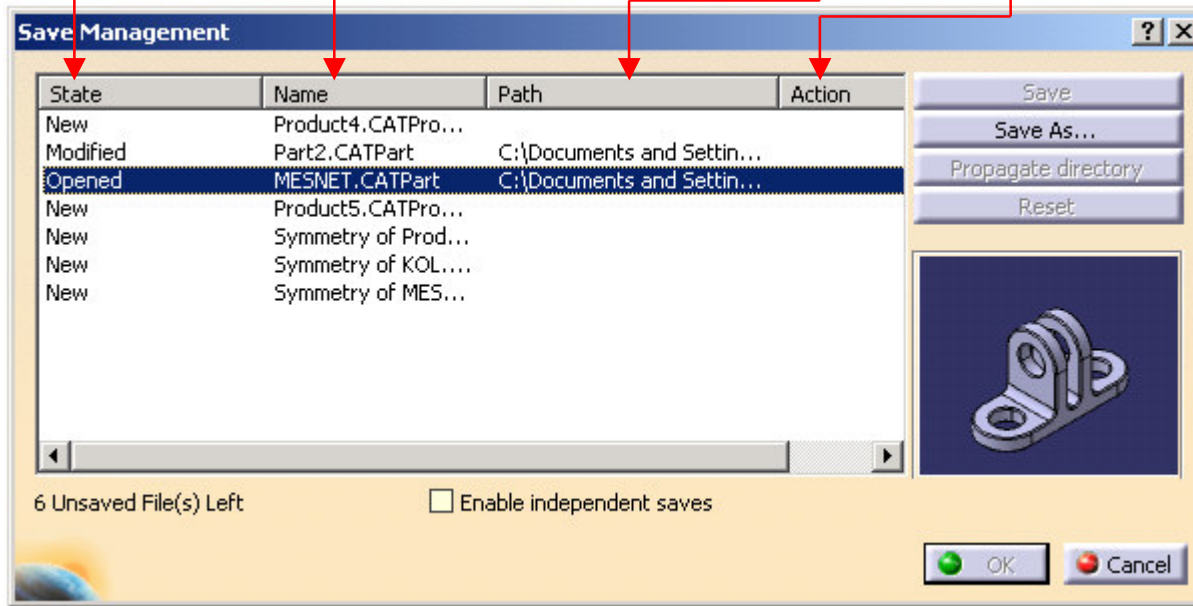 Save Management
State Name Path Action
New Product4.CATPro...
Modified Part2.CATPart C:\Documents and Settin...
Opened MESNET.CATPart C:\Documents and Settin...
New Product5.CATPro...
New Symmetry of Prod...
New Symmetry of KOL....
New Symmetry of MES...
Save
Save As...
Propagate directory
Reset
6 Unsaved File(s) Left
Enable independent saves
OK
Cancel